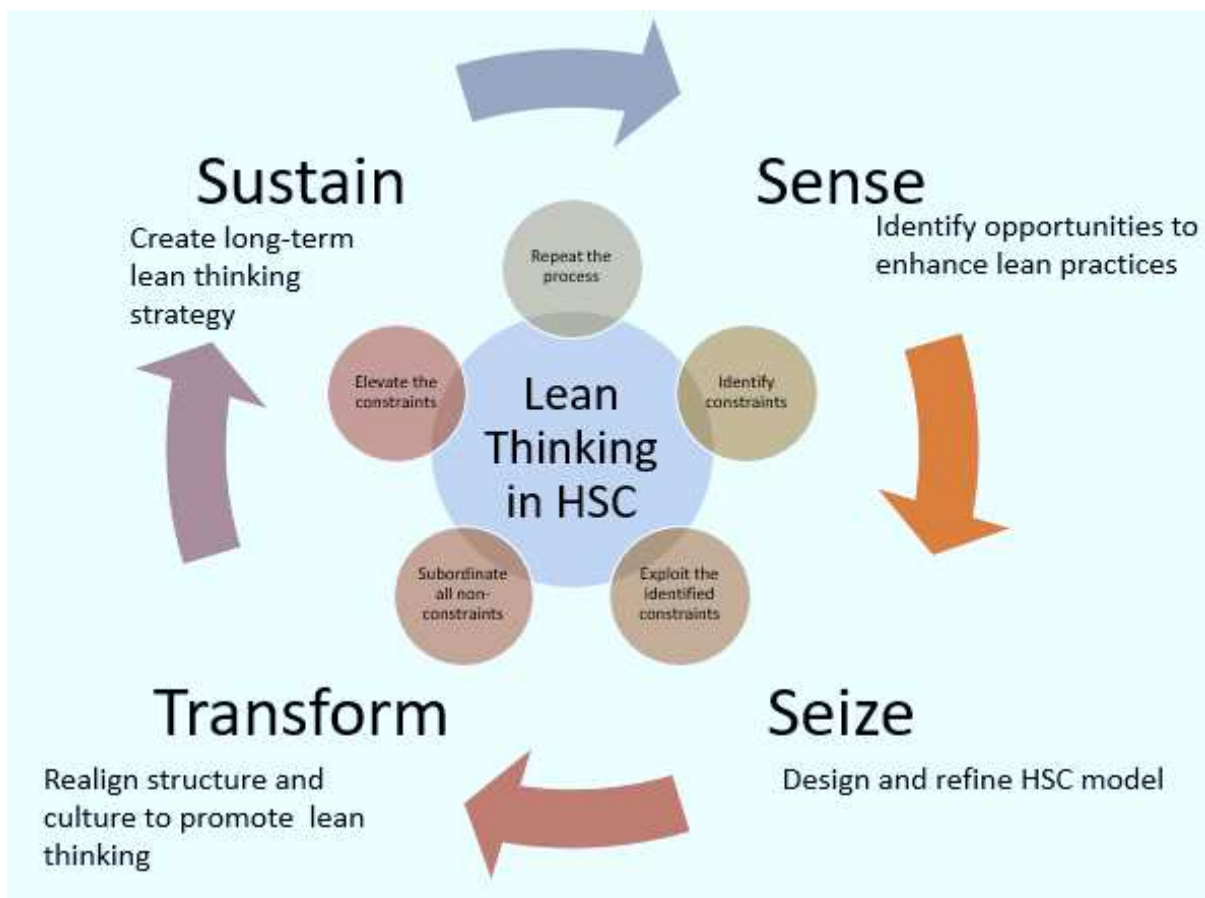 Sustain
Create long-term
lean thinking
strategy
Sense
Identify opportunities to
enhance lean practices
Repeat the
process
Elevate the
constraints
Identify
constraints
Lean
Thinking
in HSC
Subordinate
all non-
constraints
Exploit the
identified
constraints
Transform
Realign structure and
culture to promote  lean
thinking
Seize
Design and refine HSC model